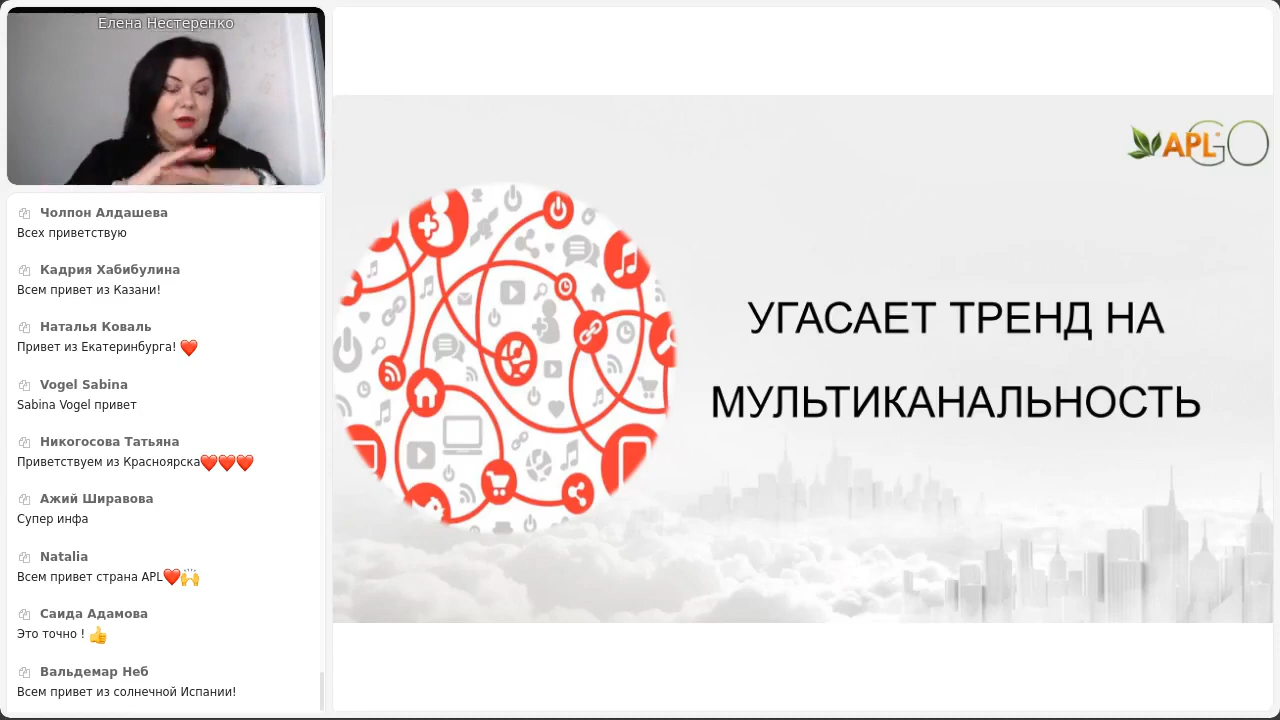 Елена Нестеренко
Чолпон Алдашева
Всех приветствую
Кадрия Хабибулина
Всем привет из Казани!
Наталья Коваль
Привет из Екатеринбурга! ❤️
Vogel Sabina
Sabina Vogel привет
Никогосова Татьяна
Приветствуем из Красноярска❤️❤️❤️
Ажий Ширавова
Супер инфа
Natalia
Всем привет страна APL❤️🙌
Саида Адамова
Это точно ! 👍
Вальдемар Неб
Всем привет из солнечной Испании!
APLGO
УГАСАЕТ ТРЕНД НА
МУЛЬТИКАНАЛЬНОСТЬ